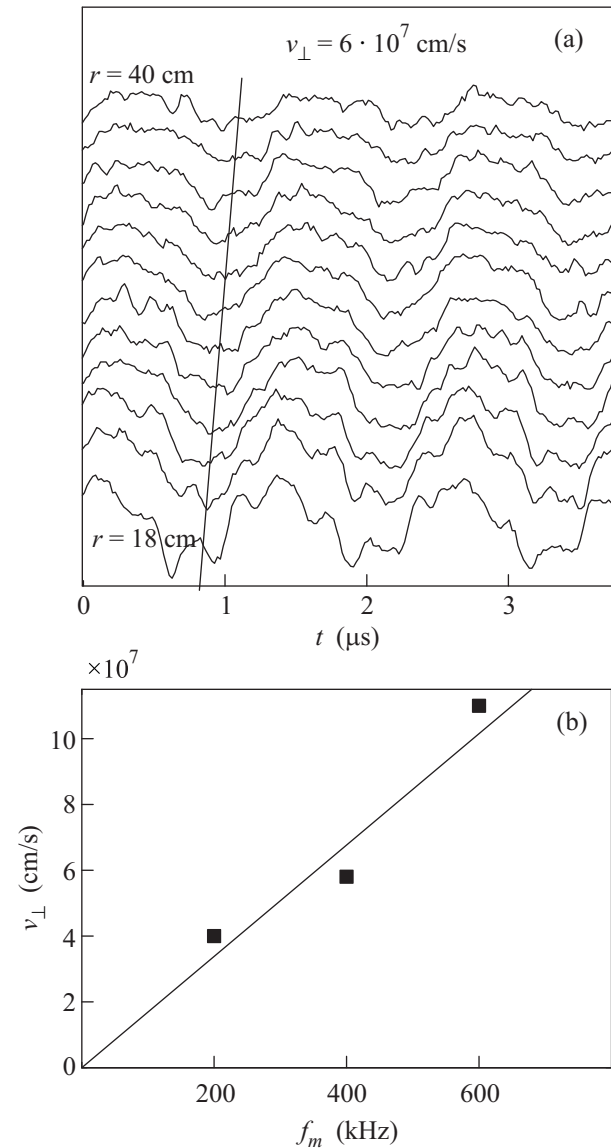 (a)
v⊥ = 6 · 10⁷ cm/s
r = 40 cm
r = 18 cm
0 1 2 3
t (μs)
×10⁷
(b)
10
8
6
4
2
0
v⊥ (cm/s)
200 400 600
fₘ (kHz)